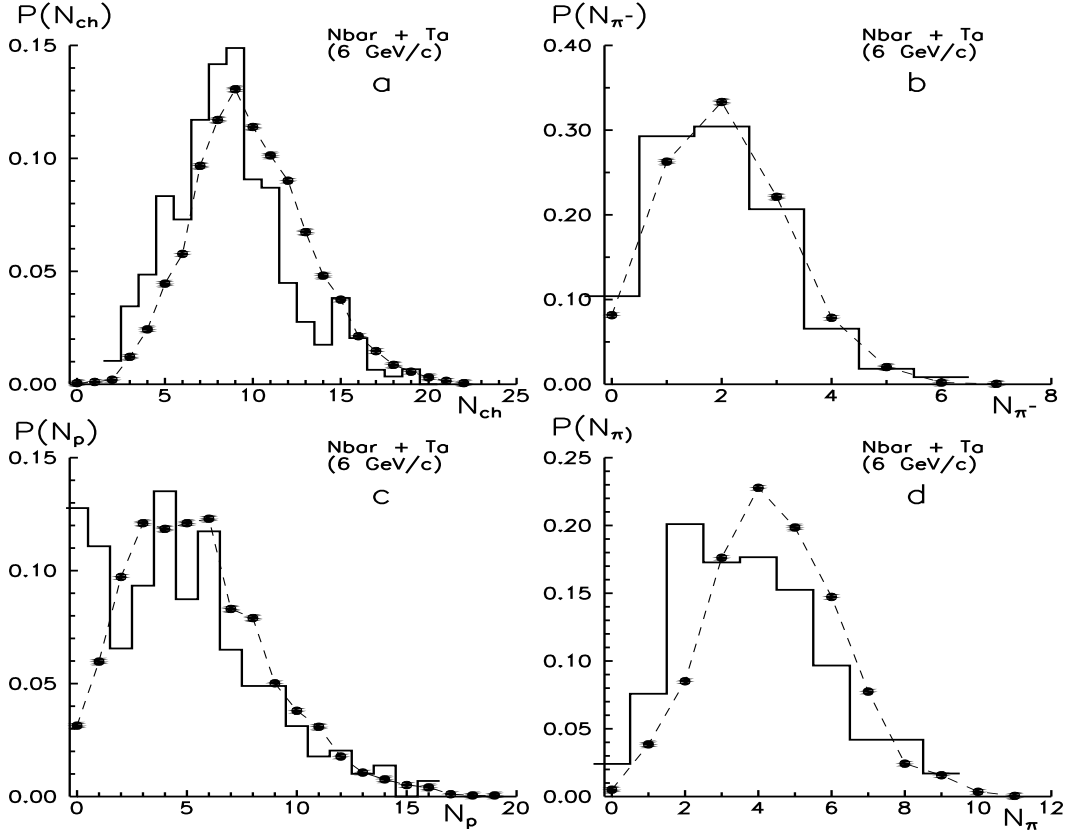 P(N_ch)
Nbar + Ta
(6 GeV/c)
a
0.15
0.10
0.05
0.00
0 5 10 15 20 25
N_ch
P(N_π-)
Nbar + Ta
(6 GeV/c)
b
0.40
0.30
0.20
0.10
0.00
0 2 4 6 8
N_π-
P(N_p)
Nbar + Ta
(6 GeV/c)
c
0.15
0.10
0.05
0.00
0 5 10 15 20
N_p
P(N_π)
Nbar + Ta
(6 GeV/c)
d
0.25
0.20
0.15
0.10
0.05
0.00
0 2 4 6 8 10 12
N_π